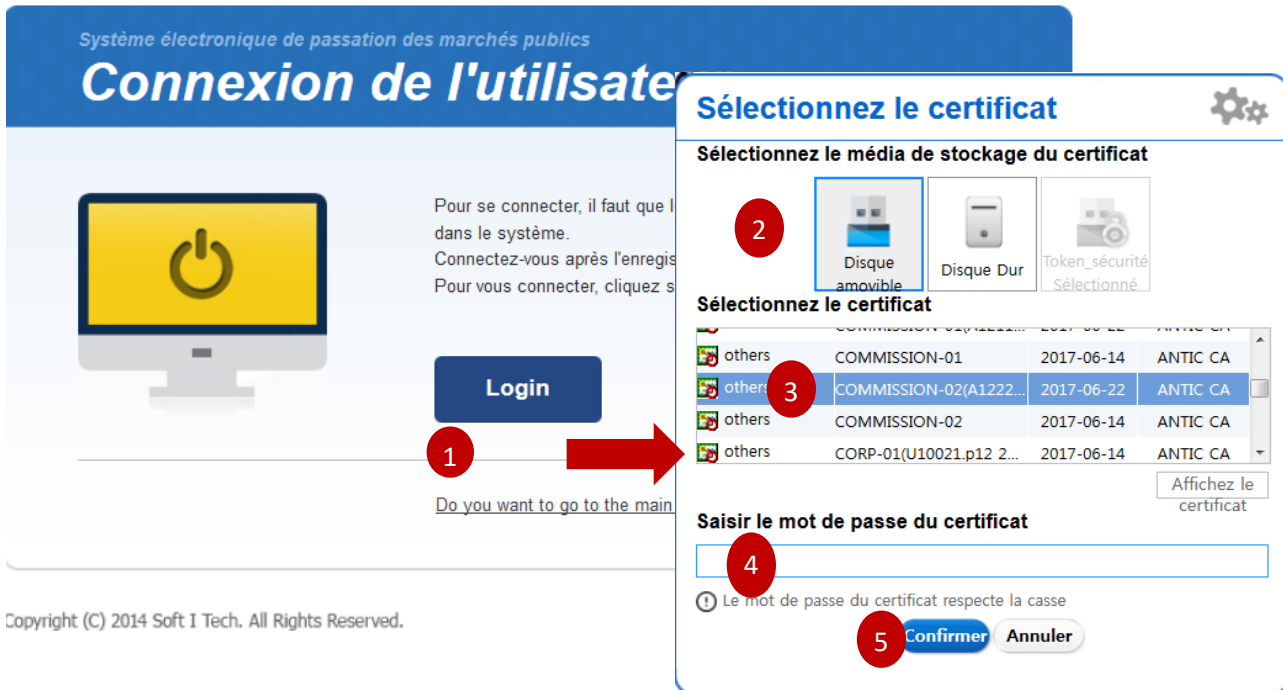 Système électronique de passation des marchés publics
Connexion de l'utilisate
Pour se connecter, il faut que
dans le système.
Connectez-vous après l'enregis
Pour vous connecter, cliquez s
Login
1
Do you want to go to the main
Copyright (C) 2014 Soft I Tech. All Rights Reserved.
Sélectionnez le certificat
Sélectionnez le média de stockage du certificat
2
Disque amovible
Disque Dur
Token_sécurité
Sélectionné
Sélectionnez le certificat
others COMMISSION-01 2017-06-14 ANTIC CA
others 3 COMMISSION-02(A1222... 2017-06-22 ANTIC CA
others COMMISSION-02 2017-06-14 ANTIC CA
others CORP-01(U10021.p12 2... 2017-06-14 ANTIC CA
Affichez le
certificat
Saisir le mot de passe du certificat
4
Le mot de passe du certificat respecte la casse
5 Confirmer Annuler